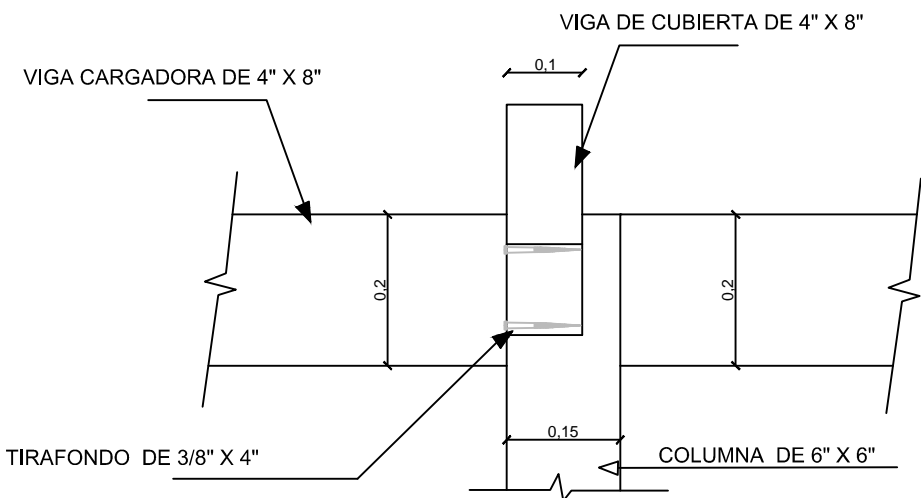 VIGA DE CUBIERTA DE 4" X 8"
VIGA CARGADORA DE 4" X 8"
0,1
0,2
0,2
0,15
TIRAFONDO DE 3/8" X 4"
COLUMNA DE 6" X 6"